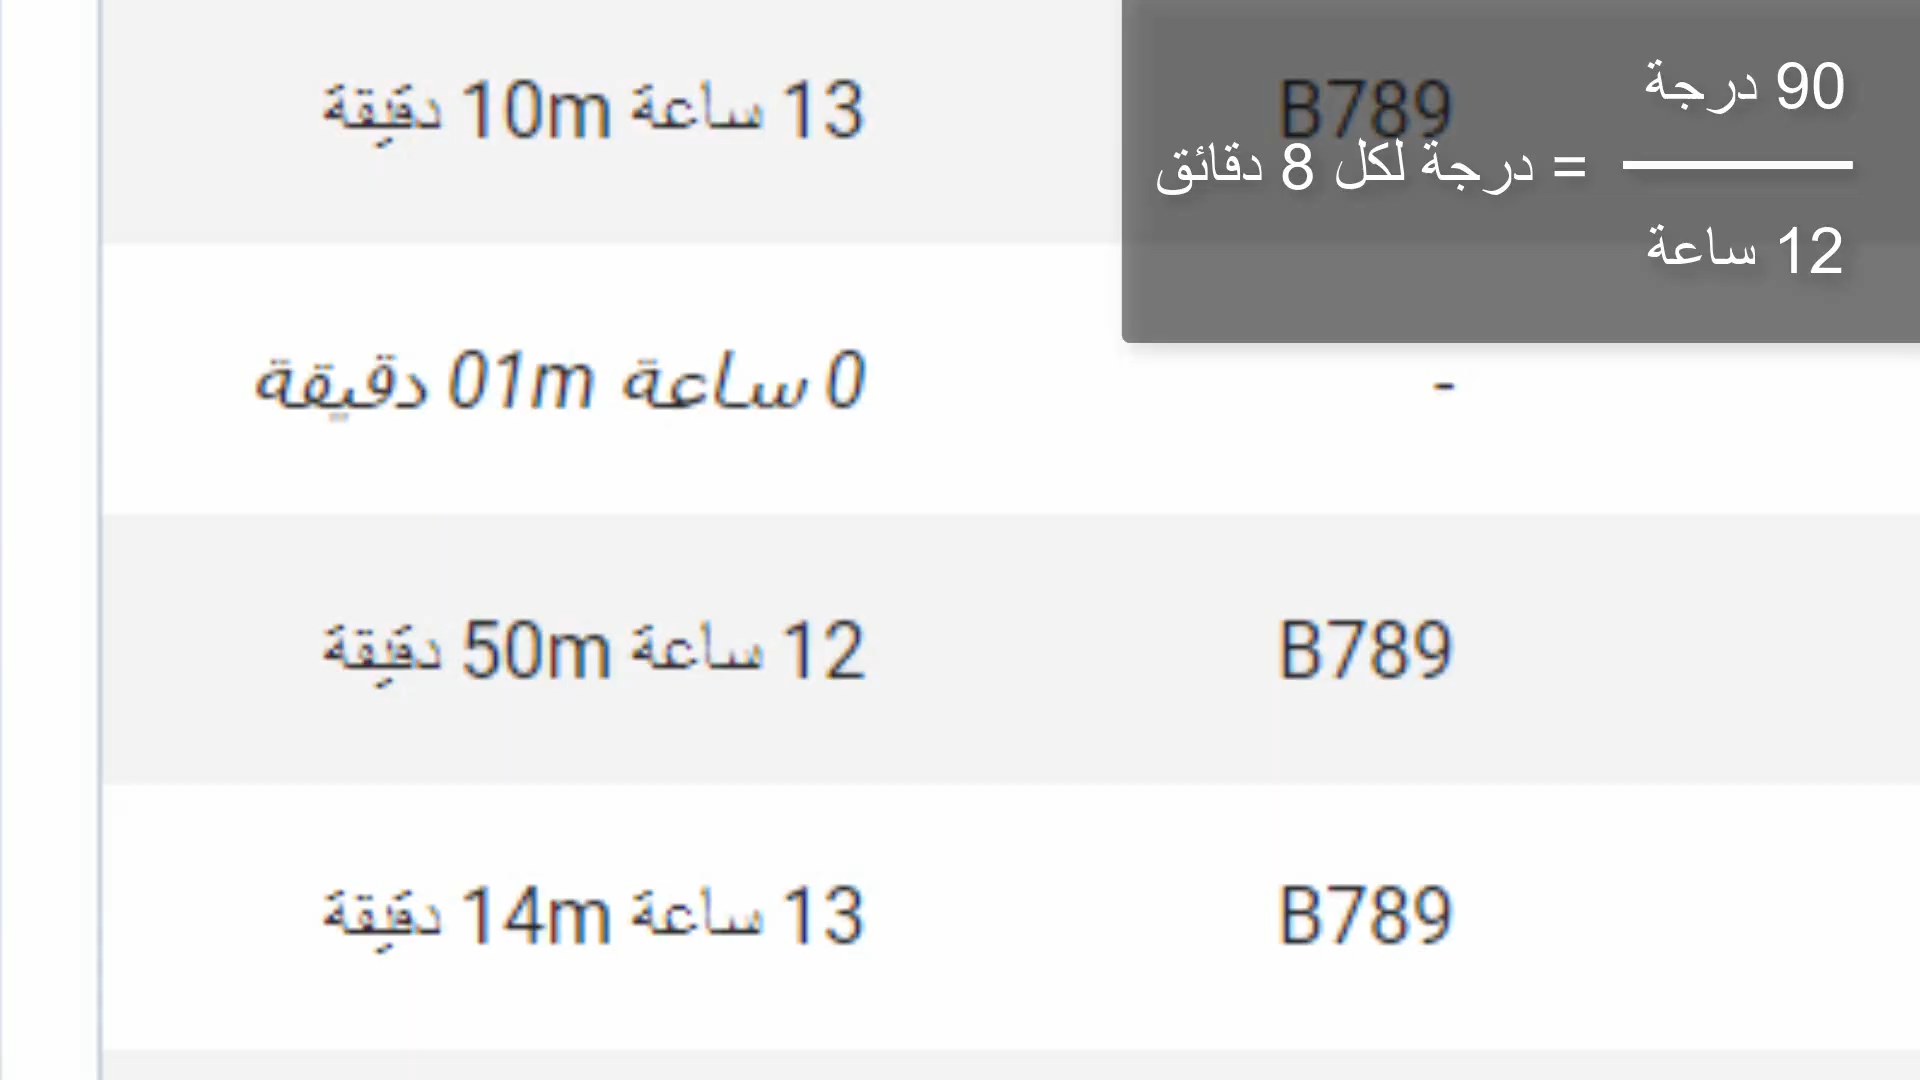 13 ساعة 10m دقيقة
B789
0 ساعة 01m دقيقة
-
12 ساعة 50m دقيقة
B789
13 ساعة 14m دقيقة
B789
90 درجة
12 ساعة
= درجة لكل 8 دقائق